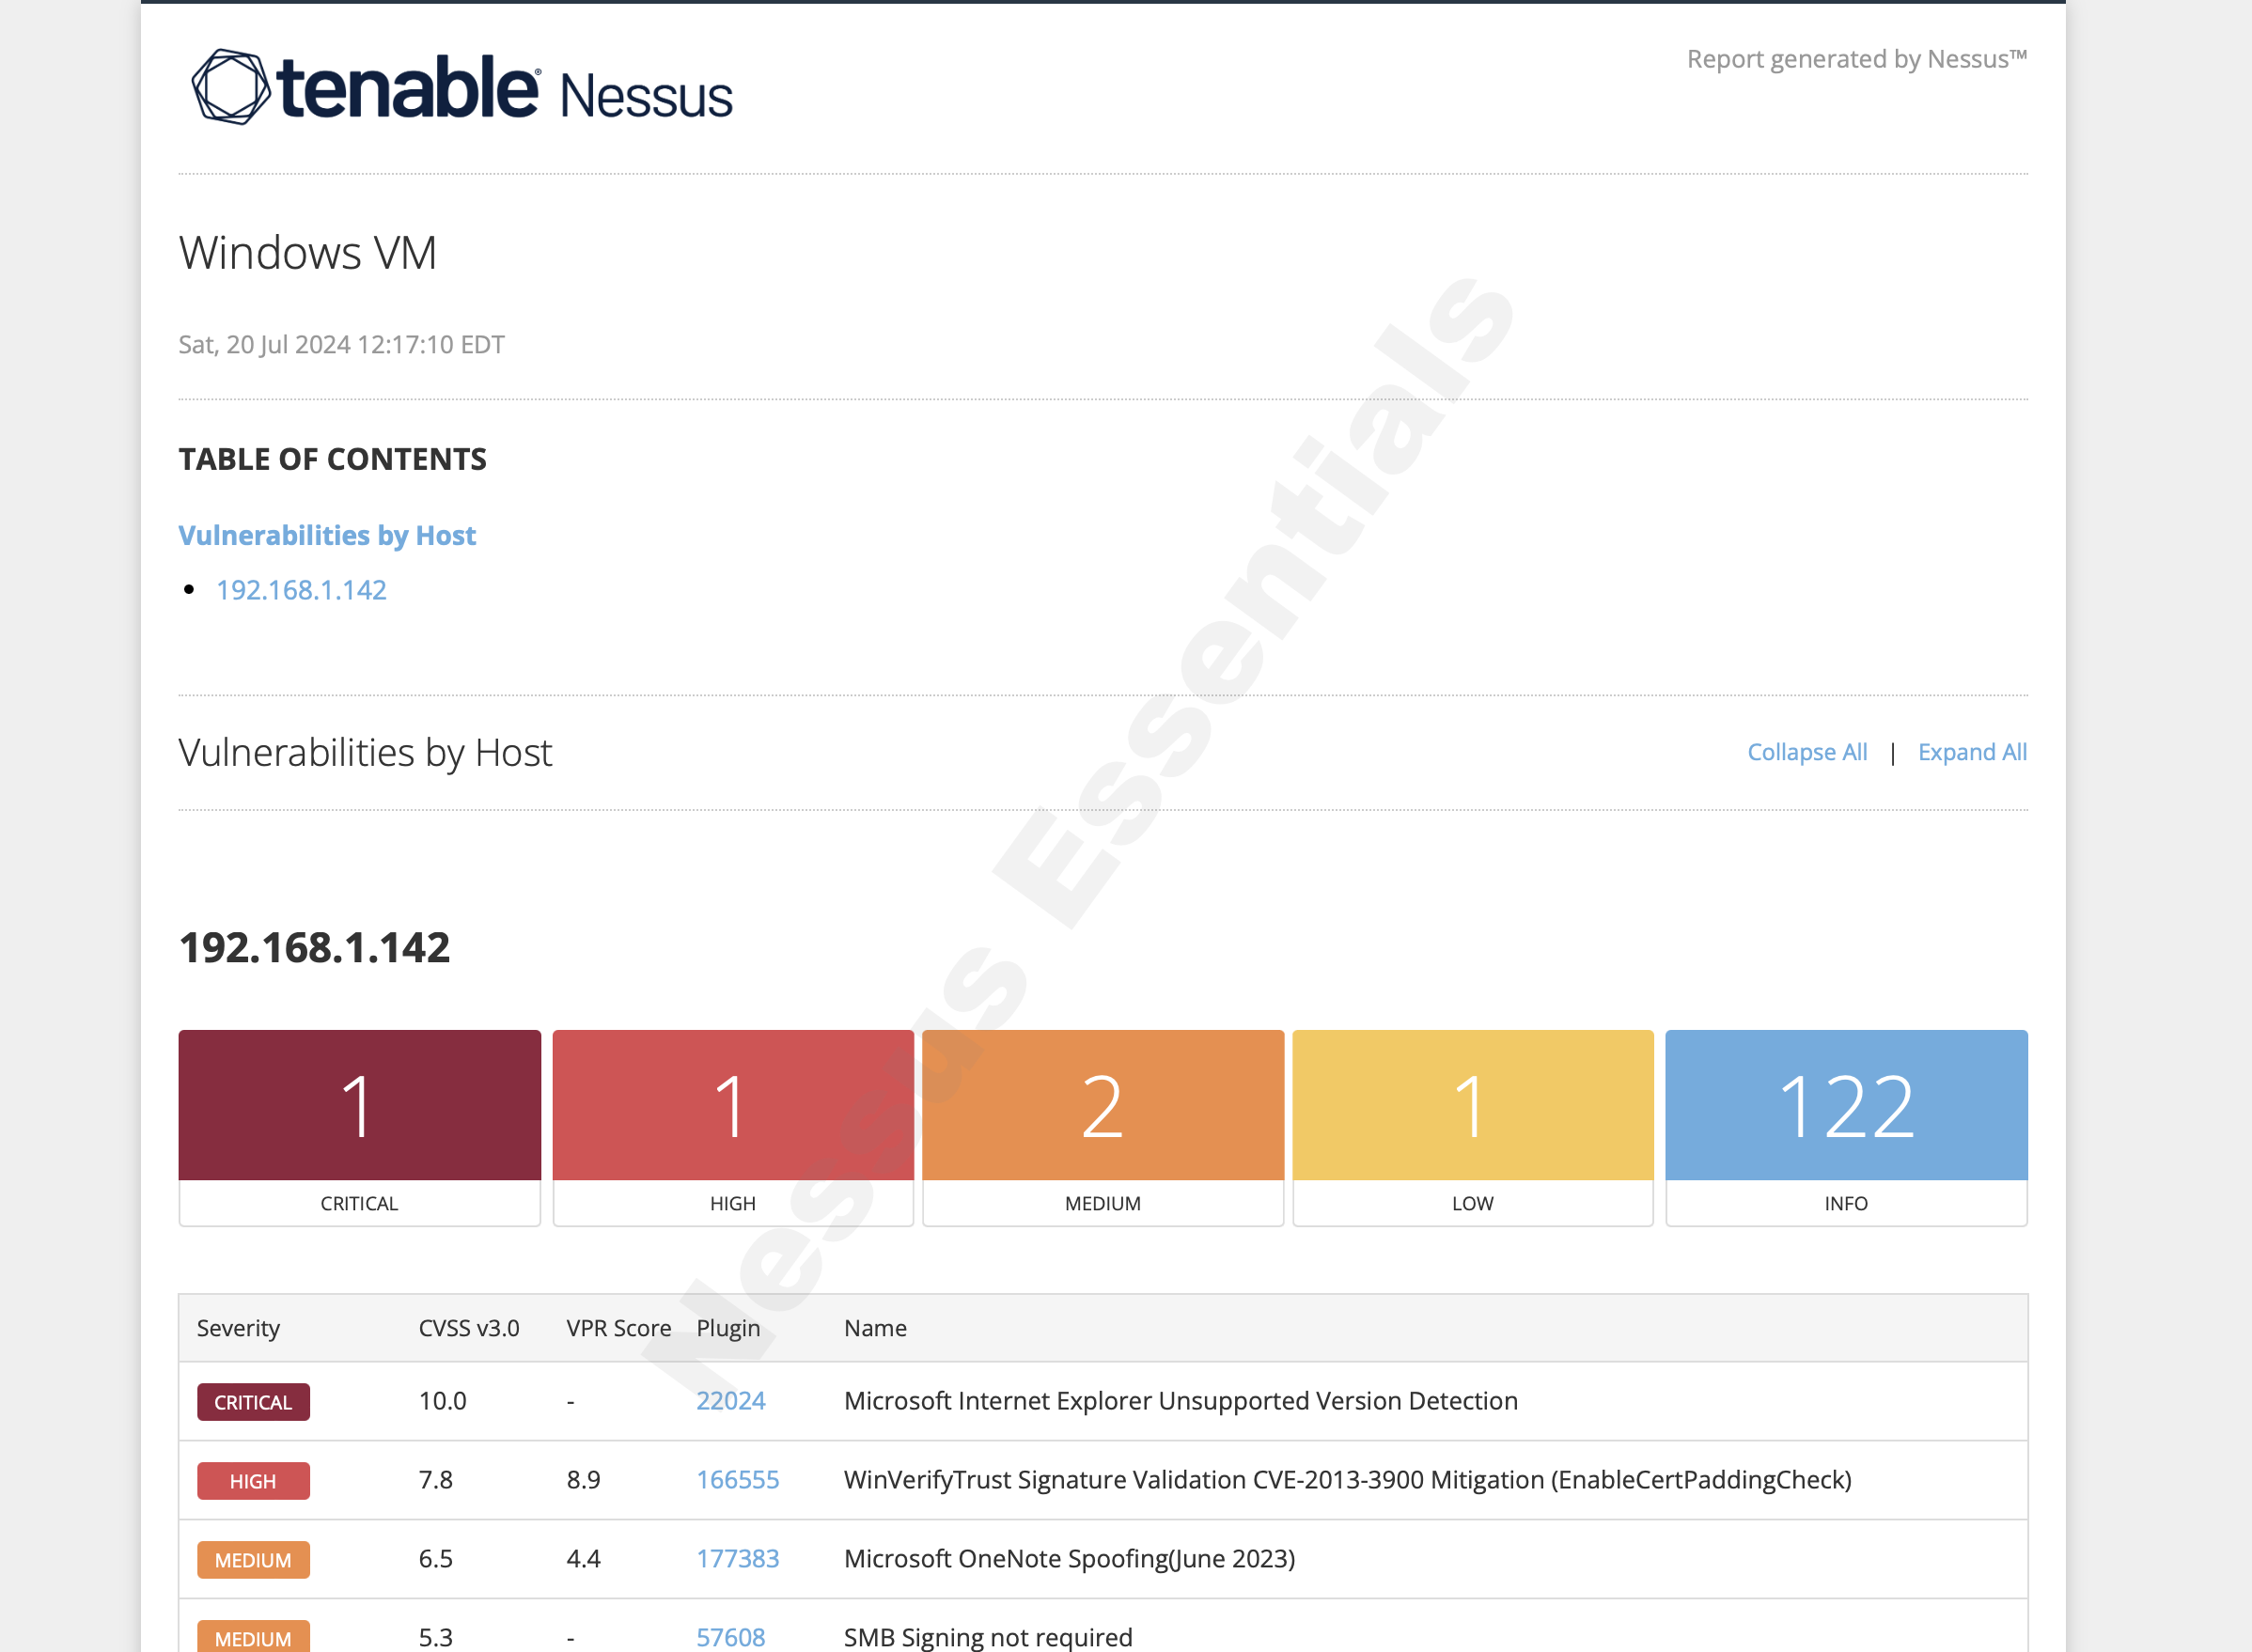 tenable® Nessus
Report generated by Nessus™
Windows VM
Sat, 20 Jul 2024 12:17:10 EDT
TABLE OF CONTENTS
Vulnerabilities by Host
• 192.168.1.142
Vulnerabilities by Host
Collapse All | Expand All
192.168.1.142
1 1 2 1 122
CRITICAL HIGH MEDIUM LOW INFO
Severity CVSS v3.0 VPR Score Plugin Name
CRITICAL 10.0 - 22024 Microsoft Internet Explorer Unsupported Version Detection
HIGH 7.8 8.9 166555 WinVerifyTrust Signature Validation CVE-2013-3900 Mitigation (EnableCertPaddingCheck)
MEDIUM 6.5 4.4 177383 Microsoft OneNote Spoofing(June 2023)
MEDIUM 5.3 - 57608 SMB Signing not required
Nessus Essentials